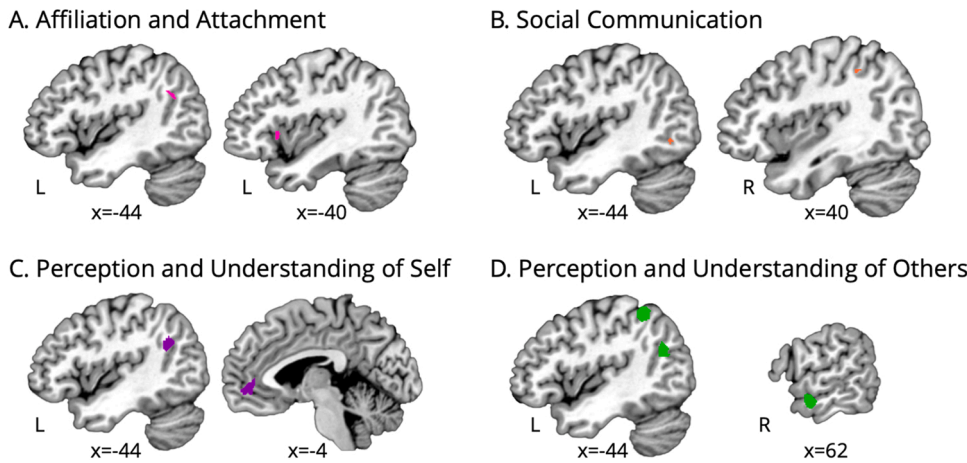 A. Affiliation and Attachment
B. Social Communication
L
L
L
R
x=-44
x=-40
x=-44
x=40
C. Perception and Understanding of Self
D. Perception and Understanding of Others
L
L
R
x=-44
x=-4
x=-44
x=62